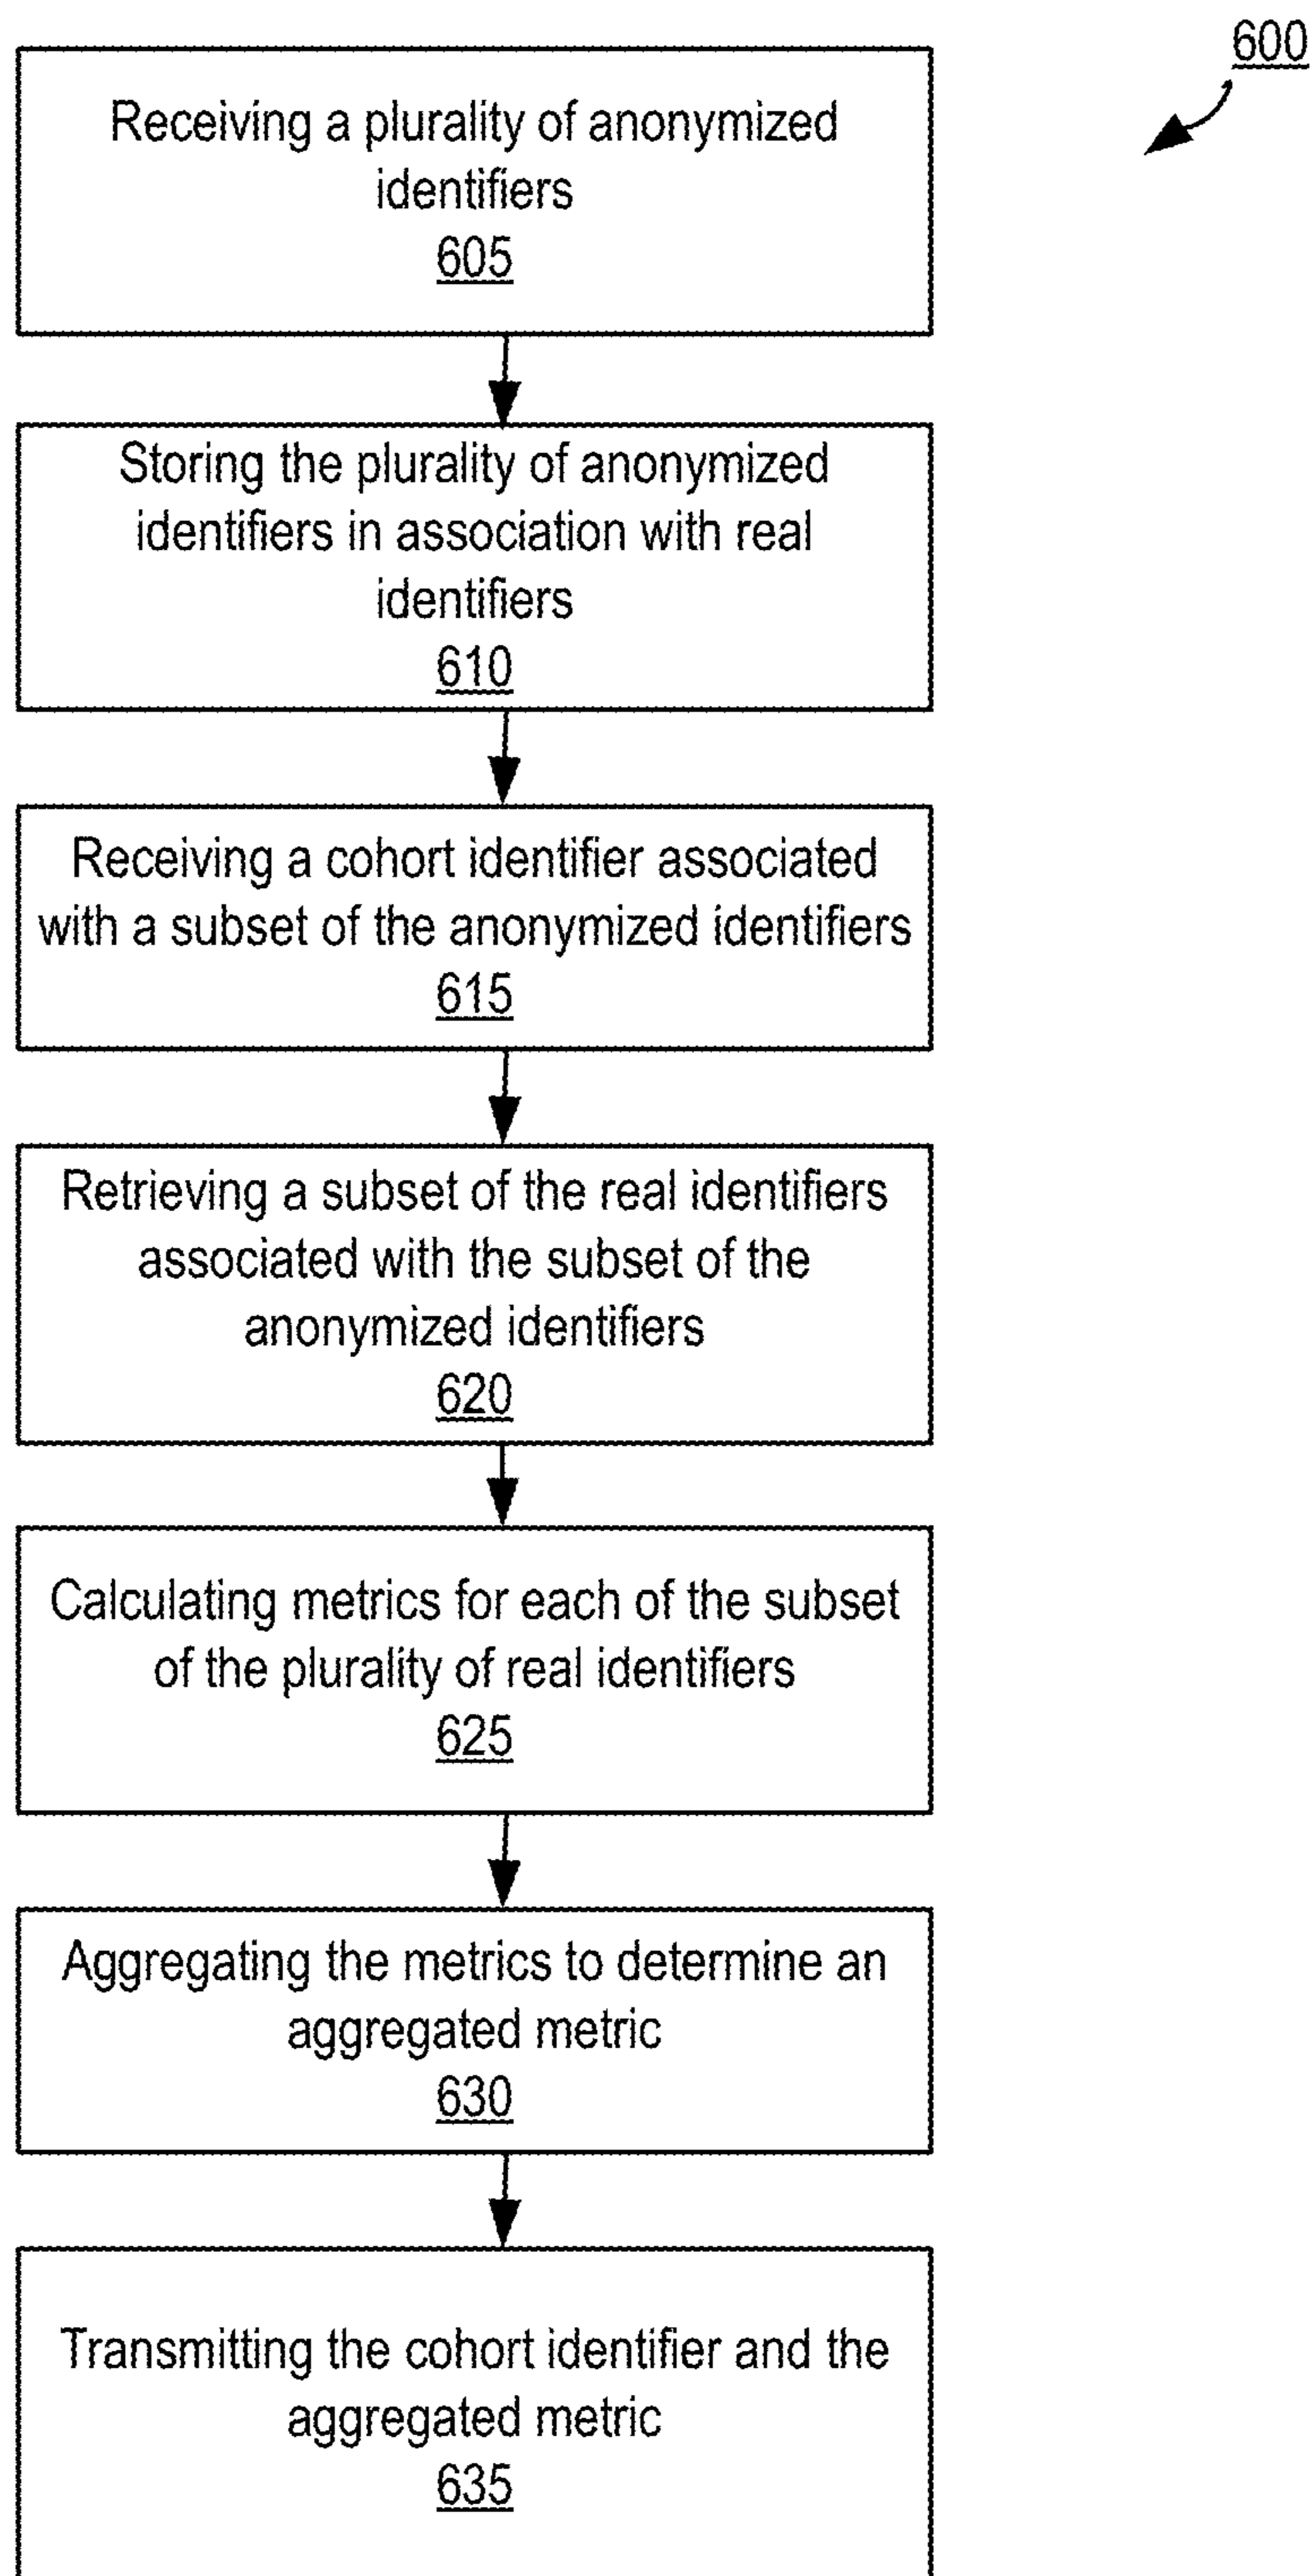 600
Receiving a plurality of anonymized
identifiers
605
Storing the plurality of anonymized
identifiers in association with real
identifiers
610
Receiving a cohort identifier associated
with a subset of the anonymized identifiers
615
Retrieving a subset of the real identifiers
associated with the subset of the
anonymized identifiers
620
Calculating metrics for each of the subset
of the plurality of real identifiers
625
Aggregating the metrics to determine an
aggregated metric
630
Transmitting the cohort identifier and the
aggregated metric
635